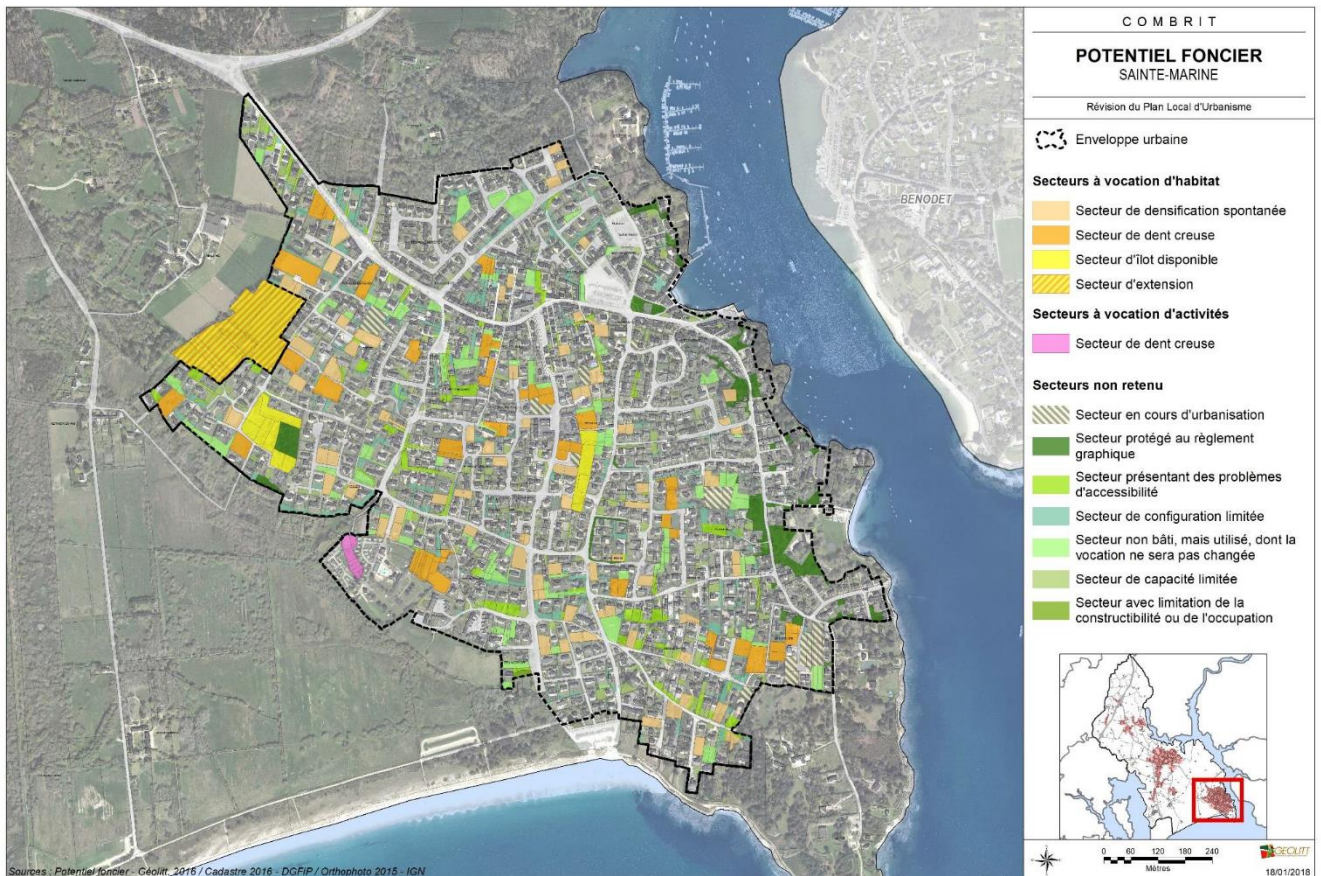 COMBRIT
POTENTIEL FONCIER
SAINTE-MARINE
Révision du Plan Local d'Urbanisme
Enveloppe urbaine
Secteurs à vocation d'habitat
Secteur de densification spontanée
Secteur de dent creuse
Secteur d'îlot disponible
Secteur d'extension
Secteurs à vocation d'activités
Secteur de dent creuse
Secteurs non retenu
Secteur en cours d'urbanisation
Secteur protégé au règlement
graphique
Secteur présentant des problèmes
d'accessibilité
Secteur de configuration limitée
Secteur non bâti, mais utilisé, dont la
vocation ne sera pas changée
Secteur de capacité limitée
Secteur avec limitation de la
constructibilité ou de l'occupation
BENODET
0 60 120 180 240
Mètres
GEOLITT
18/01/2018
Sources : Potentiel foncier - Géolitt, 2016 / Cadastre 2016 - DGFiP / Orthophoto 2015 - IGN